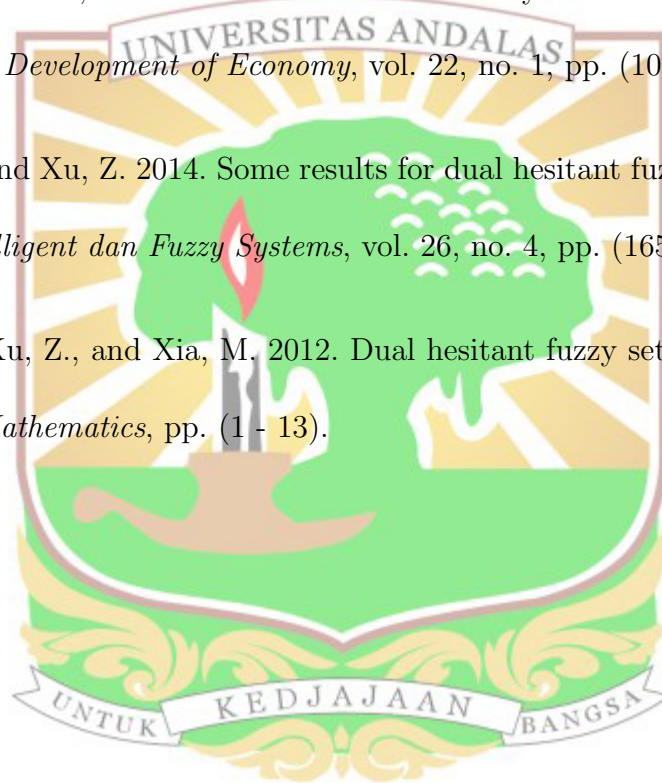 UNIVERSITAS ANDALAS
Development of Economy, vol. 22, no. 1, pp. (10
nd Xu, Z. 2014. Some results for dual hesitant fuz
lligent dan Fuzzy Systems, vol. 26, no. 4, pp. (165
Xu, Z., and Xia, M. 2012. Dual hesitant fuzzy set
Mathematics, pp. (1 - 13).
UNTUK KEDJAJAAN BANGSA